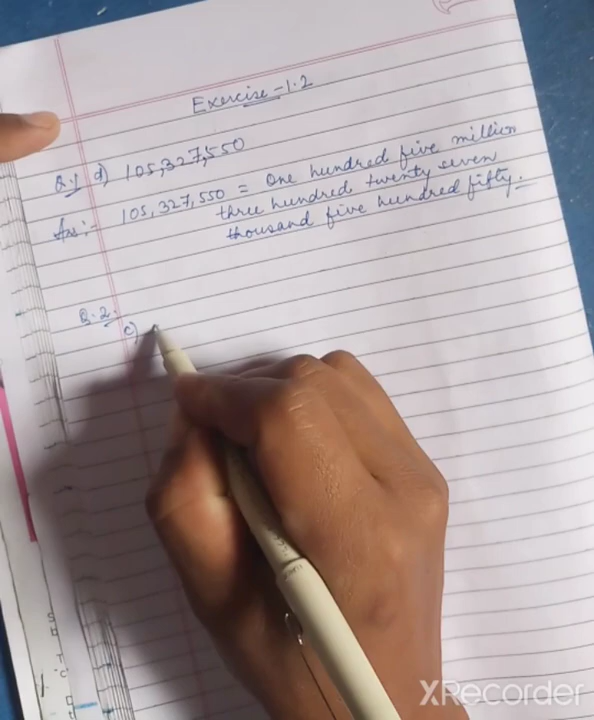 Exercise - 1.2
Q.1 d) 105,327,550
Ans:- 105,327,550 = One hundred five million
three hundred twenty seven
thousand five hundred fifty.
Q.2.
c)
XRecorder